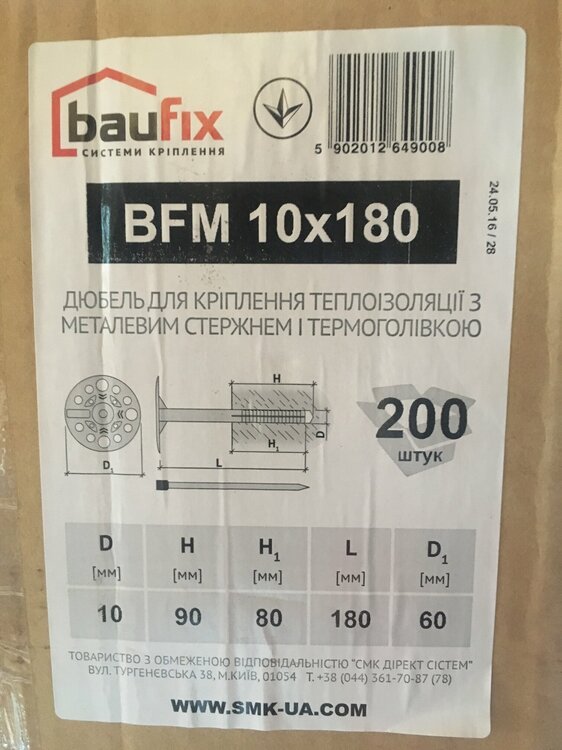 baufix
СИСТЕМИ КРІПЛЕННЯ
5 902012 649008
24.05.16 / 28
BFM 10x180
ДЮБЕЛЬ ДЛЯ КРІПЛЕННЯ ТЕПЛОІЗОЛЯЦІЇ З
МЕТАЛЕВИМ СТЕРЖНЕМ І ТЕРМОГОЛІВКОЮ
H
D
H1
L
D1
200
штук
D H H1 L D1
[мм] [мм] [мм] [мм] [мм]
10 90 80 180 60
ТОВАРИСТВО З ОБМЕЖЕНОЮ ВІДПОВІДАЛЬНІСТЮ "СМК ДІРЕКТ СІСТЕМ"
ВУЛ. ТУРГЕНЄВСЬКА 38, М.КИЇВ, 01054 Т. +38 (044) 361-70-87 (78)
WWW.SMK-UA.COM